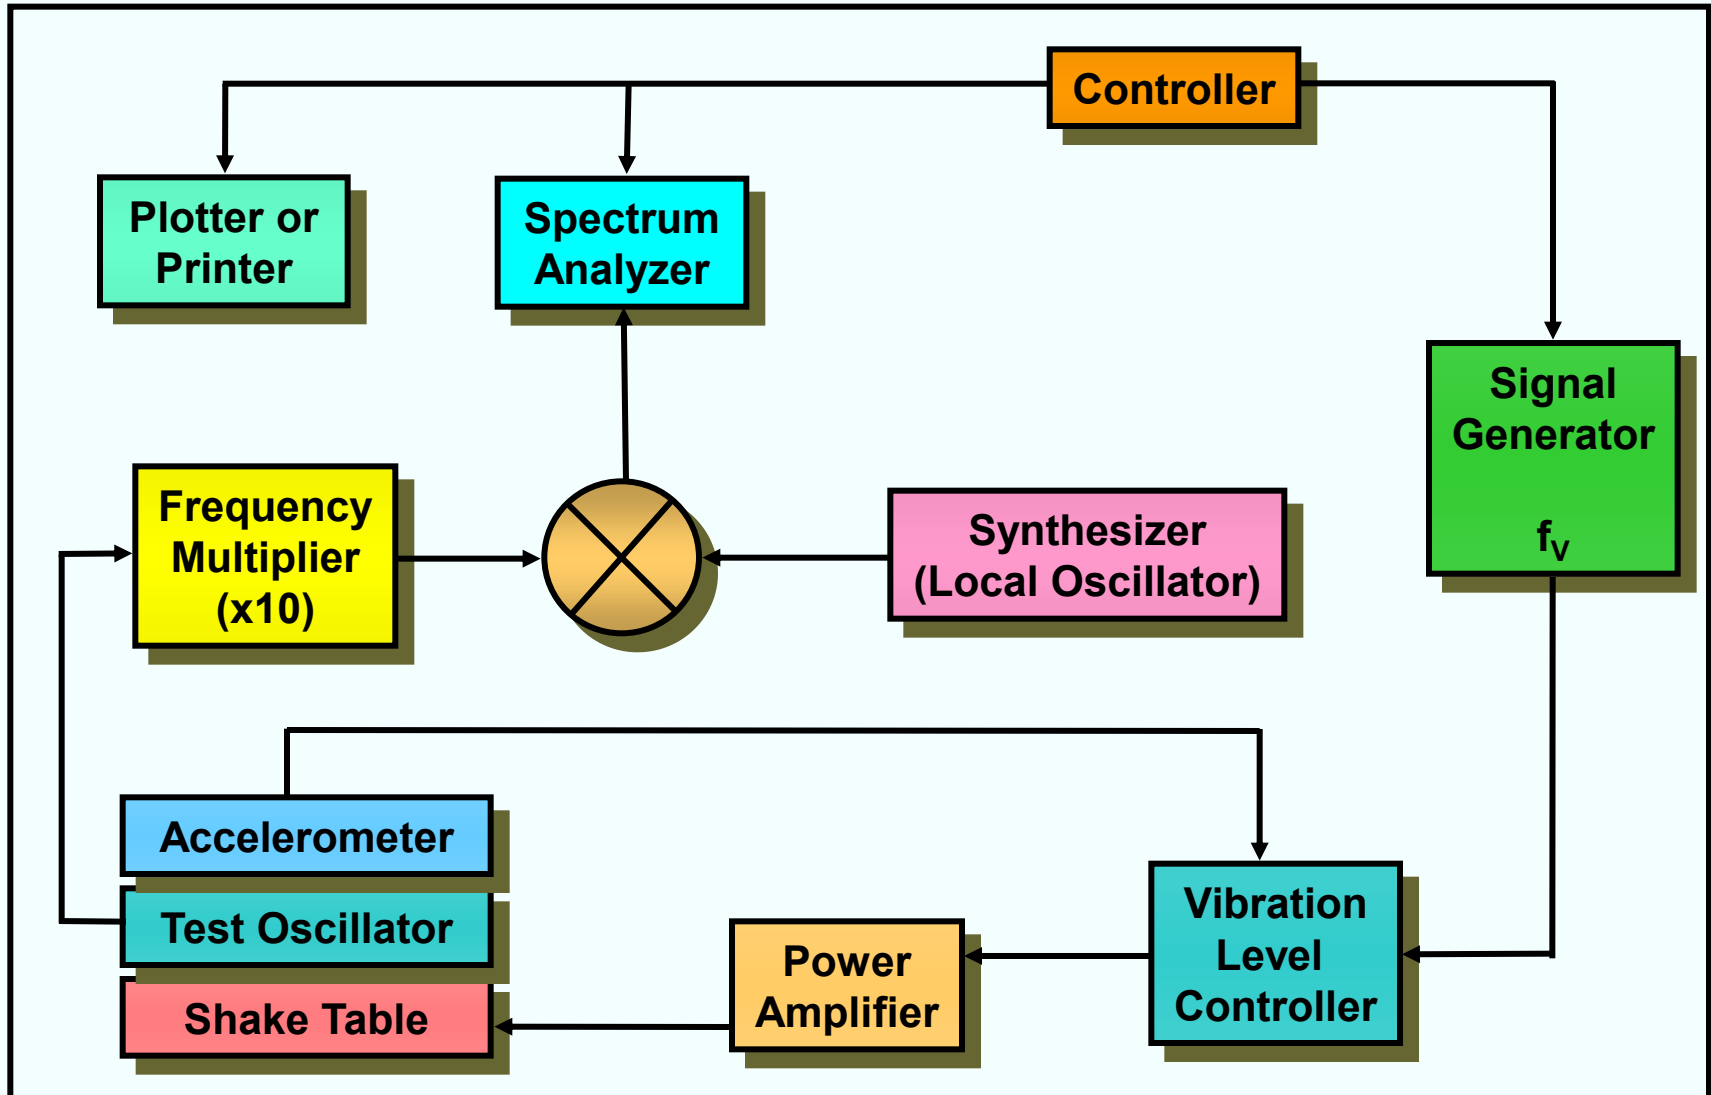 Controller
Plotter or
Printer
Spectrum
Analyzer
Signal
Generator
fV
Frequency
Multiplier
(x10)
Synthesizer
(Local Oscillator)
Accelerometer
Test Oscillator
Shake Table
Power
Amplifier
Vibration
Level
Controller